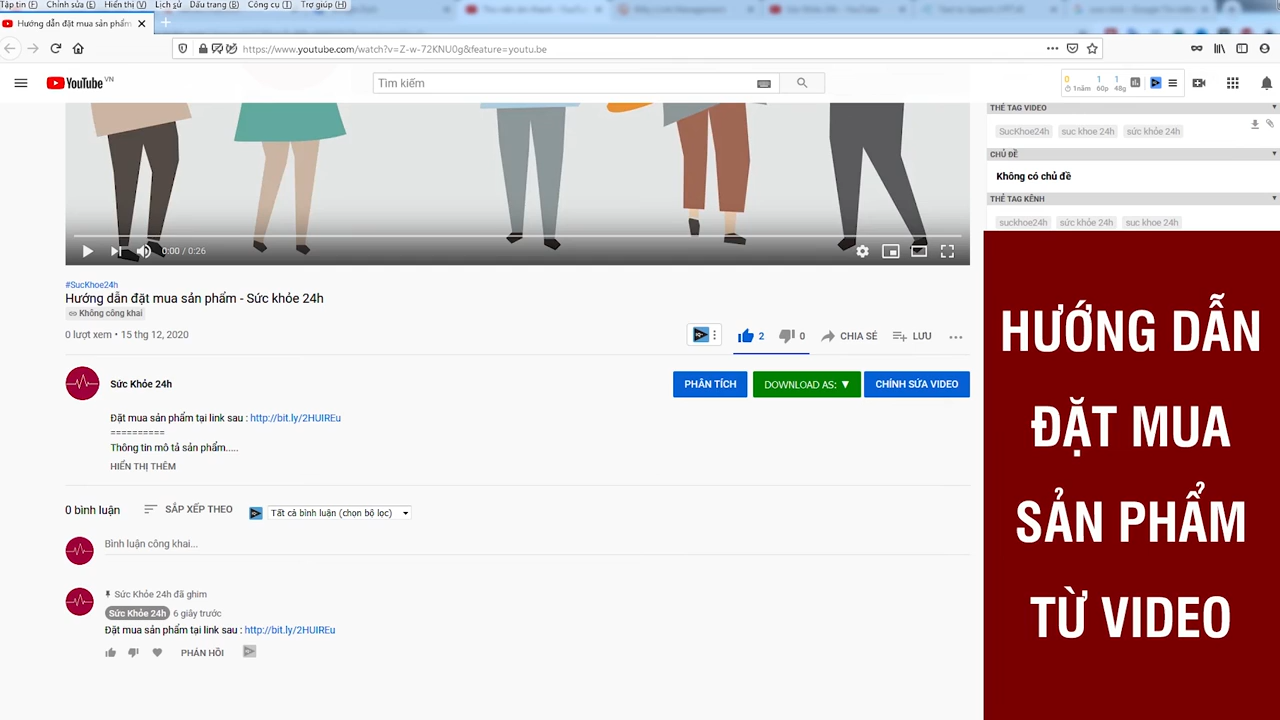 Tập tin (F) Chỉnh sửa (E) Hiển thị (V) Lịch sử Dấu trang (B) Công cụ (T) Trợ giúp (H)
Hướng dẫn đặt mua sản phẩm
https://www.youtube.com/watch?v=Z-w-72KNU0g&feature=youtu.be
YouTube VN
Tìm kiếm
0 1 1
1năm 60p 48g
THẺ TAG VIDEO
SucKhoe24h suc khoe 24h sức khỏe 24h
CHỦ ĐỀ
Không có chủ đề
THẺ TAG KÊNH
suckhoe24h sức khỏe 24h suc khoe 24h
0:00 / 0:26
#SucKhoe24h
Hướng dẫn đặt mua sản phẩm - Sức khỏe 24h
Không công khai
0 lượt xem • 15 thg 12, 2020
2 0 CHIA SẺ LƯU
Sức Khỏe 24h
PHÂN TÍCH DOWNLOAD AS: ▼ CHỈNH SỬA VIDEO
Đặt mua sản phẩm tại link sau : http://bit.ly/2HUIREu
==========
Thông tin mô tả sản phẩm.....
HIỂN THỊ THÊM
0 bình luận SẮP XẾP THEO Tất cả bình luận (chọn bộ lọc)
Bình luận công khai...
Sức Khỏe 24h đã ghim
Sức Khỏe 24h 6 giây trước
Đặt mua sản phẩm tại link sau : http://bit.ly/2HUIREu
PHẢN HỒI
HƯỚNG DẪN
ĐẶT MUA
SẢN PHẨM
TỪ VIDEO